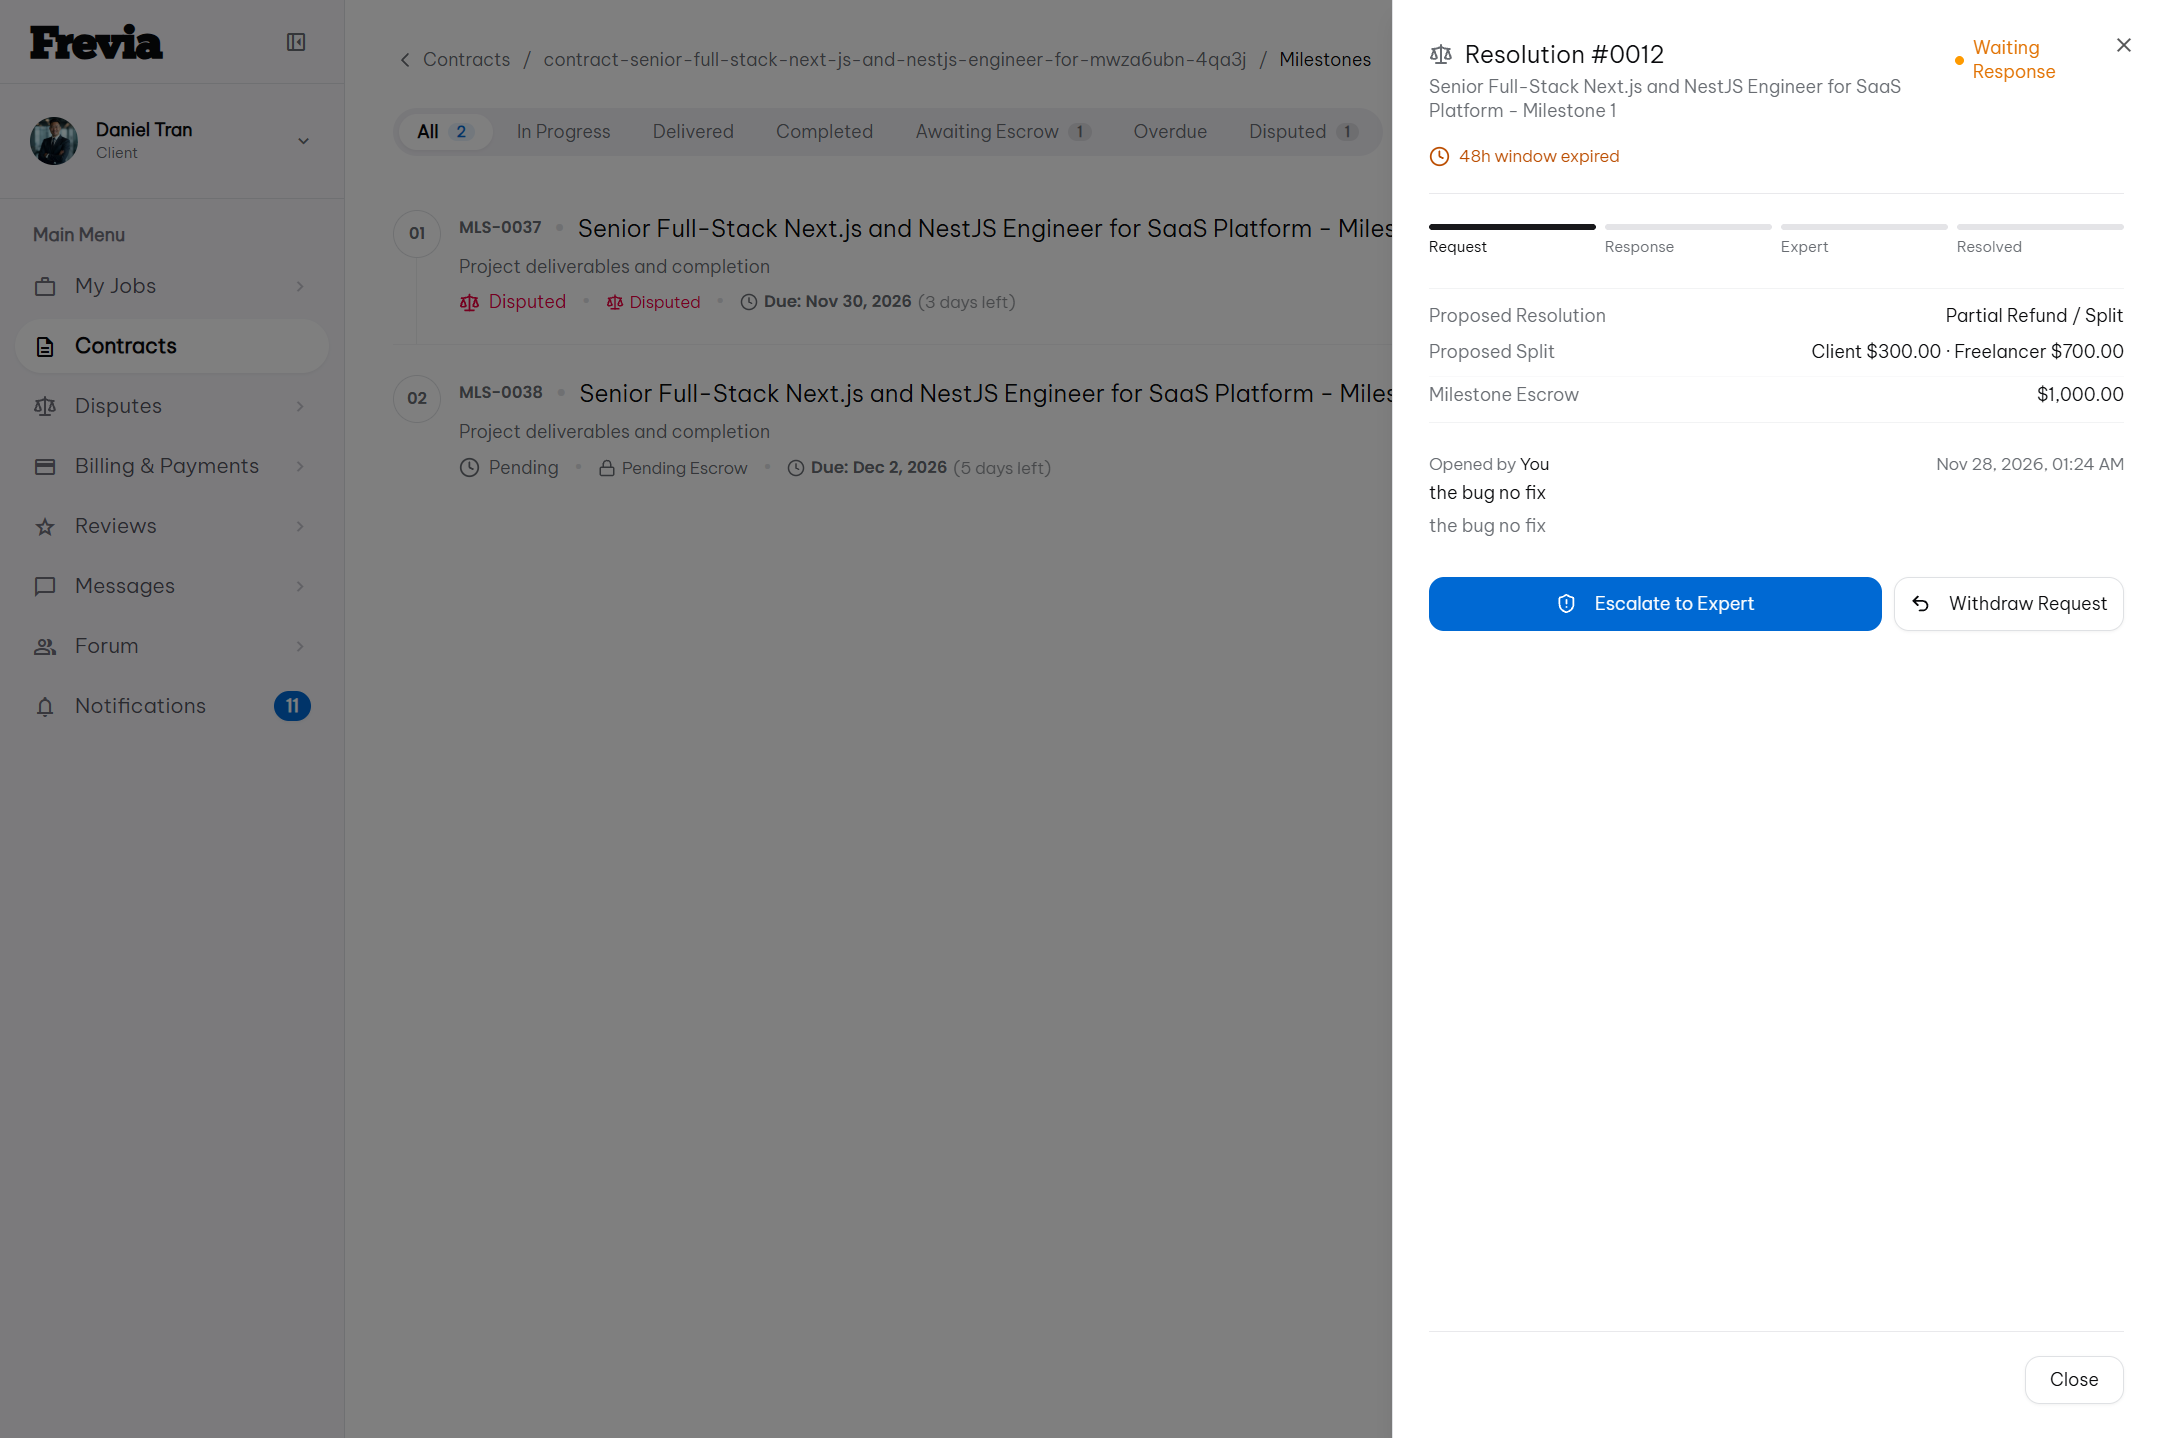 Frevia
Daniel Tran
Client
Main Menu
My Jobs
Contracts
Disputes
Billing & Payments
Reviews
Messages
Forum
Notifications 11
Contracts / contract-senior-full-stack-next-js-and-nestjs-engineer-for-mwza6ubn-4qa3j / Milestones
All 2 In Progress Delivered Completed Awaiting Escrow 1 Overdue Disputed 1
01 MLS-0037 Senior Full-Stack Next.js and NestJS Engineer for SaaS Platform - Miles
Project deliverables and completion
Disputed Disputed Due: Nov 30, 2026 (3 days left)
02 MLS-0038 Senior Full-Stack Next.js and NestJS Engineer for SaaS Platform - Miles
Project deliverables and completion
Pending Pending Escrow Due: Dec 2, 2026 (5 days left)
Resolution #0012
Waiting
Response
Senior Full-Stack Next.js and NestJS Engineer for SaaS
Platform - Milestone 1
48h window expired
Request Response Expert Resolved
Proposed Resolution Partial Refund / Split
Proposed Split Client $300.00 · Freelancer $700.00
Milestone Escrow $1,000.00
Opened by You Nov 28, 2026, 01:24 AM
the bug no fix
the bug no fix
Escalate to Expert Withdraw Request
Close